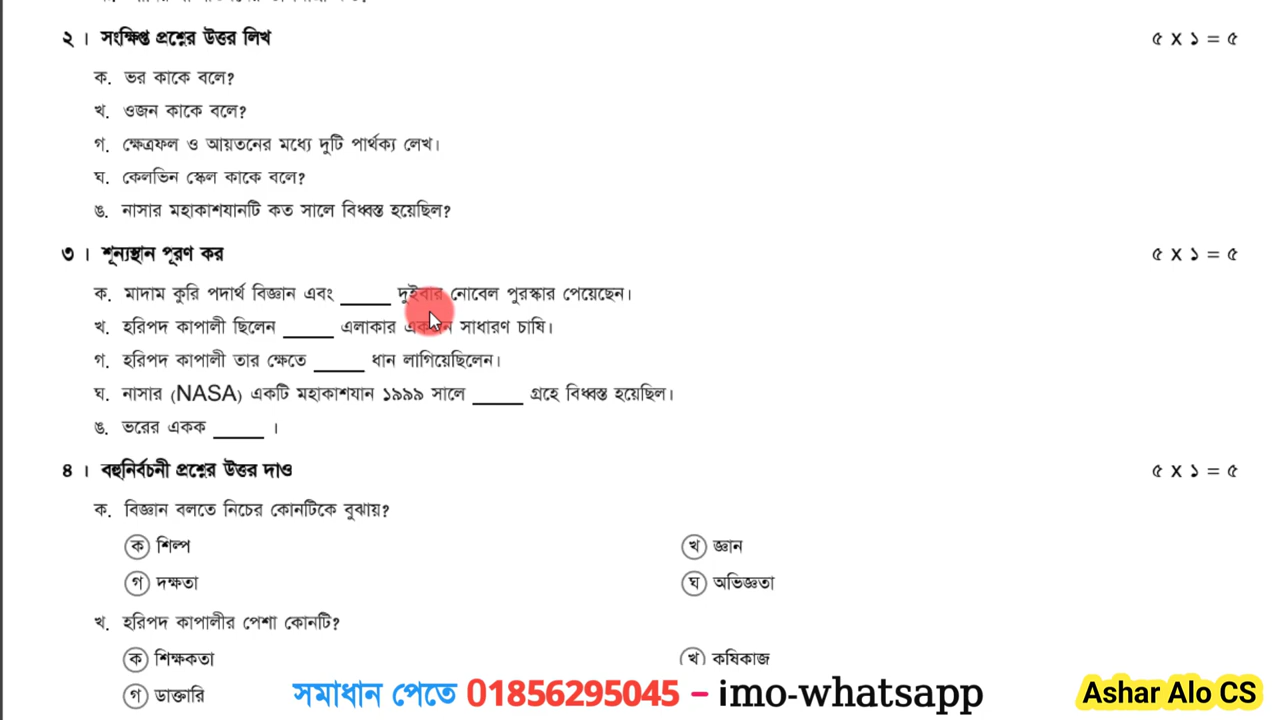 ২ । সংক্ষিপ্ত প্রশ্নের উত্তর লিখ ৫ X ১ = ৫
ক. ভর কাকে বলে?
খ. ওজন কাকে বলে?
গ. ক্ষেত্রফল ও আয়তনের মধ্যে দুটি পার্থক্য লেখ।
ঘ. কেলভিন স্কেল কাকে বলে?
ঙ. নাসার মহাকাশযানটি কত সালে বিধ্বস্ত হয়েছিল?
৩ । শূন্যস্থান পূরণ কর ৫ X ১ = ৫
ক. মাদাম কুরি পদার্থ বিজ্ঞান এবং _____ দুইবার নোবেল পুরস্কার পেয়েছেন।
খ. হরিপদ কাপালী ছিলেন _____ এলাকার একজন সাধারণ চাষি।
গ. হরিপদ কাপালী তার ক্ষেতে _____ ধান লাগিয়েছিলেন।
ঘ. নাসার (NASA) একটি মহাকাশযান ১৯৯৯ সালে _____ গ্রহে বিধ্বস্ত হয়েছিল।
ঙ. ভরের একক _____ ।
৪ । বহুনির্বচনী প্রশ্নের উত্তর দাও ৫ X ১ = ৫
ক. বিজ্ঞান বলতে নিচের কোনটিকে বুঝায়?
ক শিল্প খ জ্ঞান
গ দক্ষতা ঘ অভিজ্ঞতা
খ. হরিপদ কাপালীর পেশা কোনটি?
ক শিক্ষকতা খ কৃষিকাজ
গ ডাক্তারি
সমাধান পেতে 01856295045 – imo-whatsapp
Ashar Alo CS